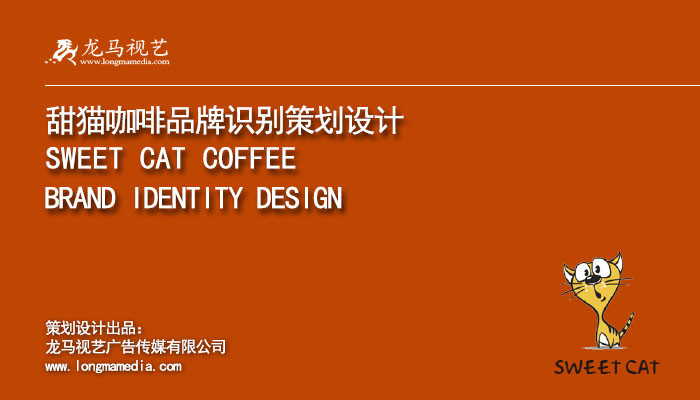 龙马视艺
www.longmamedia.com
甜猫咖啡品牌识别策划设计
SWEET CAT COFFEE
BRAND IDENTITY DESIGN
策划设计出品：
龙马视艺广告传媒有限公司
www.longmamedia.com
SWEET CAT